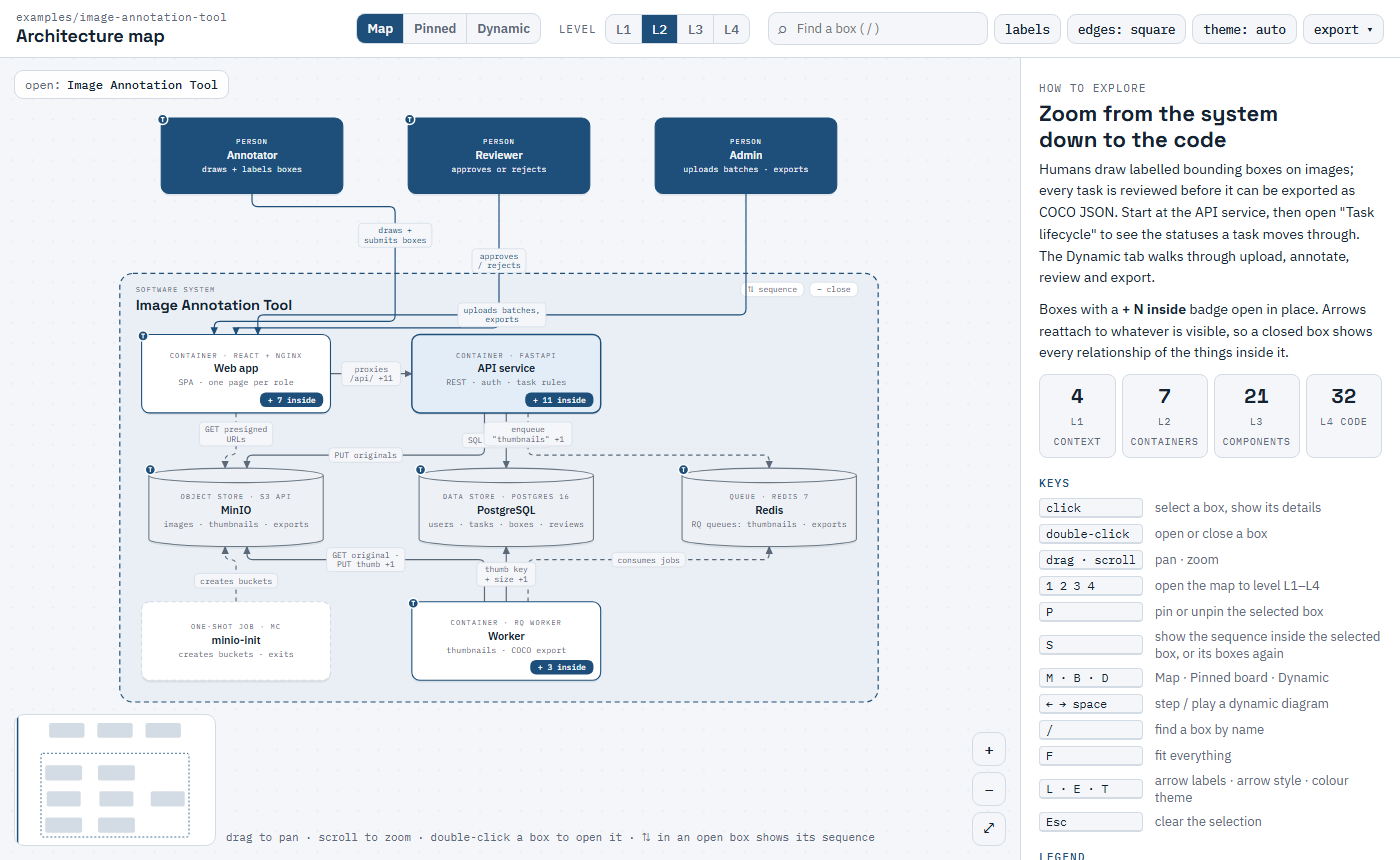 examples/image-annotation-tool
Architecture map
Map Pinned Dynamic
LEVEL L1 L2 L3 L4
Find a box ( / )
labels
edges: square
theme: auto
export ▾
open: Image Annotation Tool
T
PERSON
Annotator
draws + labels boxes
T
PERSON
Reviewer
approves or rejects
PERSON
Admin
uploads batches · exports
draws +
submits boxes
approves
/ rejects
SOFTWARE SYSTEM
Image Annotation Tool
⇅ sequence
− close
uploads batches,
exports
T
CONTAINER · REACT + NGINX
Web app
SPA · one page per role
+ 7 inside
proxies
/api/ +11
CONTAINER · FASTAPI
API service
REST · auth · task rules
+ 11 inside
GET presigned
URLs
SQL
enqueue
"thumbnails" +1
PUT originals
T
OBJECT STORE · S3 API
MinIO
images · thumbnails · exports
T
DATA STORE · POSTGRES 16
PostgreSQL
users · tasks · boxes · reviews
T
QUEUE · REDIS 7
Redis
RQ queues: thumbnails · exports
GET original ·
PUT thumb +1
consumes jobs
thumb key
+ size +1
creates buckets
ONE-SHOT JOB · MC
minio-init
creates buckets · exits
T
CONTAINER · RQ WORKER
Worker
thumbnails · COCO export
+ 3 inside
+
−
⤢
drag to pan · scroll to zoom · double-click a box to open it · ⇅ in an open box shows its sequence
HOW TO EXPLORE
Zoom from the system
down to the code
Humans draw labelled bounding boxes on images;
every task is reviewed before it can be exported as
COCO JSON. Start at the API service, then open "Task
lifecycle" to see the statuses a task moves through.
The Dynamic tab walks through upload, annotate,
review and export.
Boxes with a + N inside badge open in place. Arrows
reattach to whatever is visible, so a closed box shows
every relationship of the things inside it.
4
L1
CONTEXT
7
L2
CONTAINERS
21
L3
COMPONENTS
32
L4 CODE
KEYS
click select a box, show its details
double-click open or close a box
drag · scroll pan · zoom
1 2 3 4 open the map to level L1–L4
P pin or unpin the selected box
S show the sequence inside the selected
box, or its boxes again
M · B · D Map · Pinned board · Dynamic
← → space step / play a dynamic diagram
/ find a box by name
F fit everything
L · E · T arrow labels · arrow style · colour
theme
Esc clear the selection
LEGEND